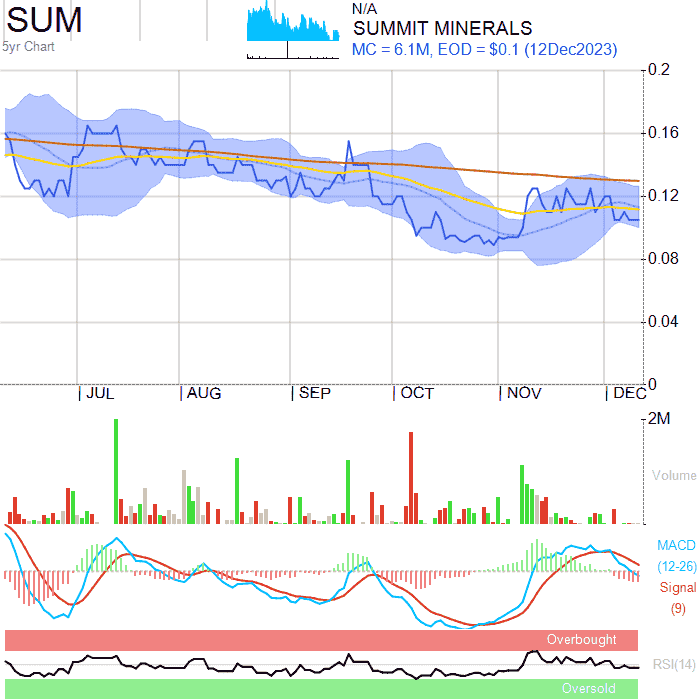 SUM
5yr Chart
N/A
SUMMIT MINERALS
MC = 6.1M, EOD = $0.1 (12Dec2023)
0.2
0.16
0.12
0.08
0.04
0
JUL AUG SEP OCT NOV DEC
2M
Volume
MACD
(12-26)
Signal
(9)
Overbought
RSI(14)
Oversold